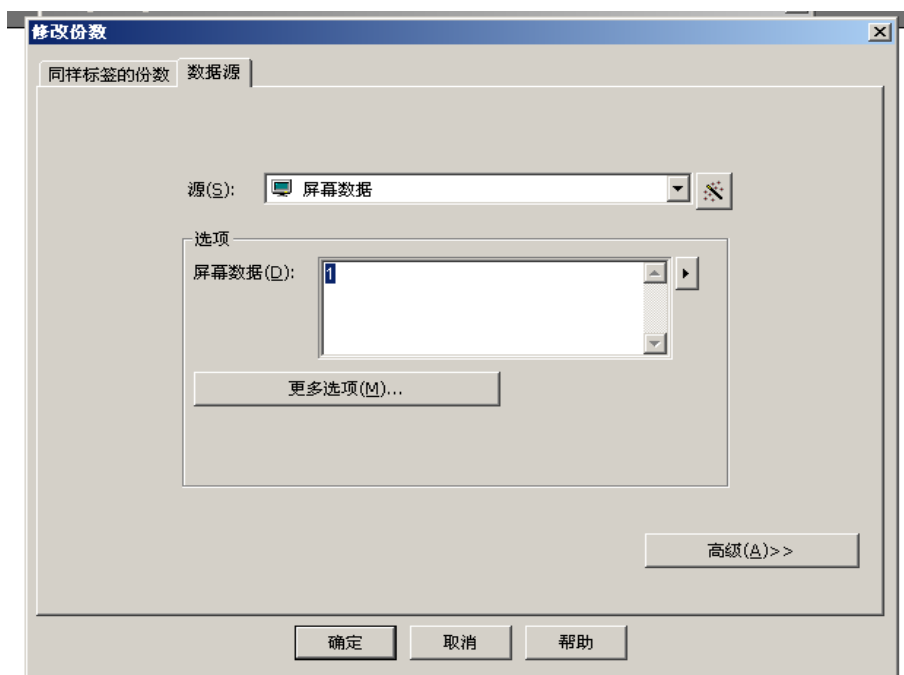 修改份数
同样标签的份数 数据源
源(S): 屏幕数据
选项
屏幕数据(D): 1
更多选项(M)...
高级(A)>>
确定 取消 帮助